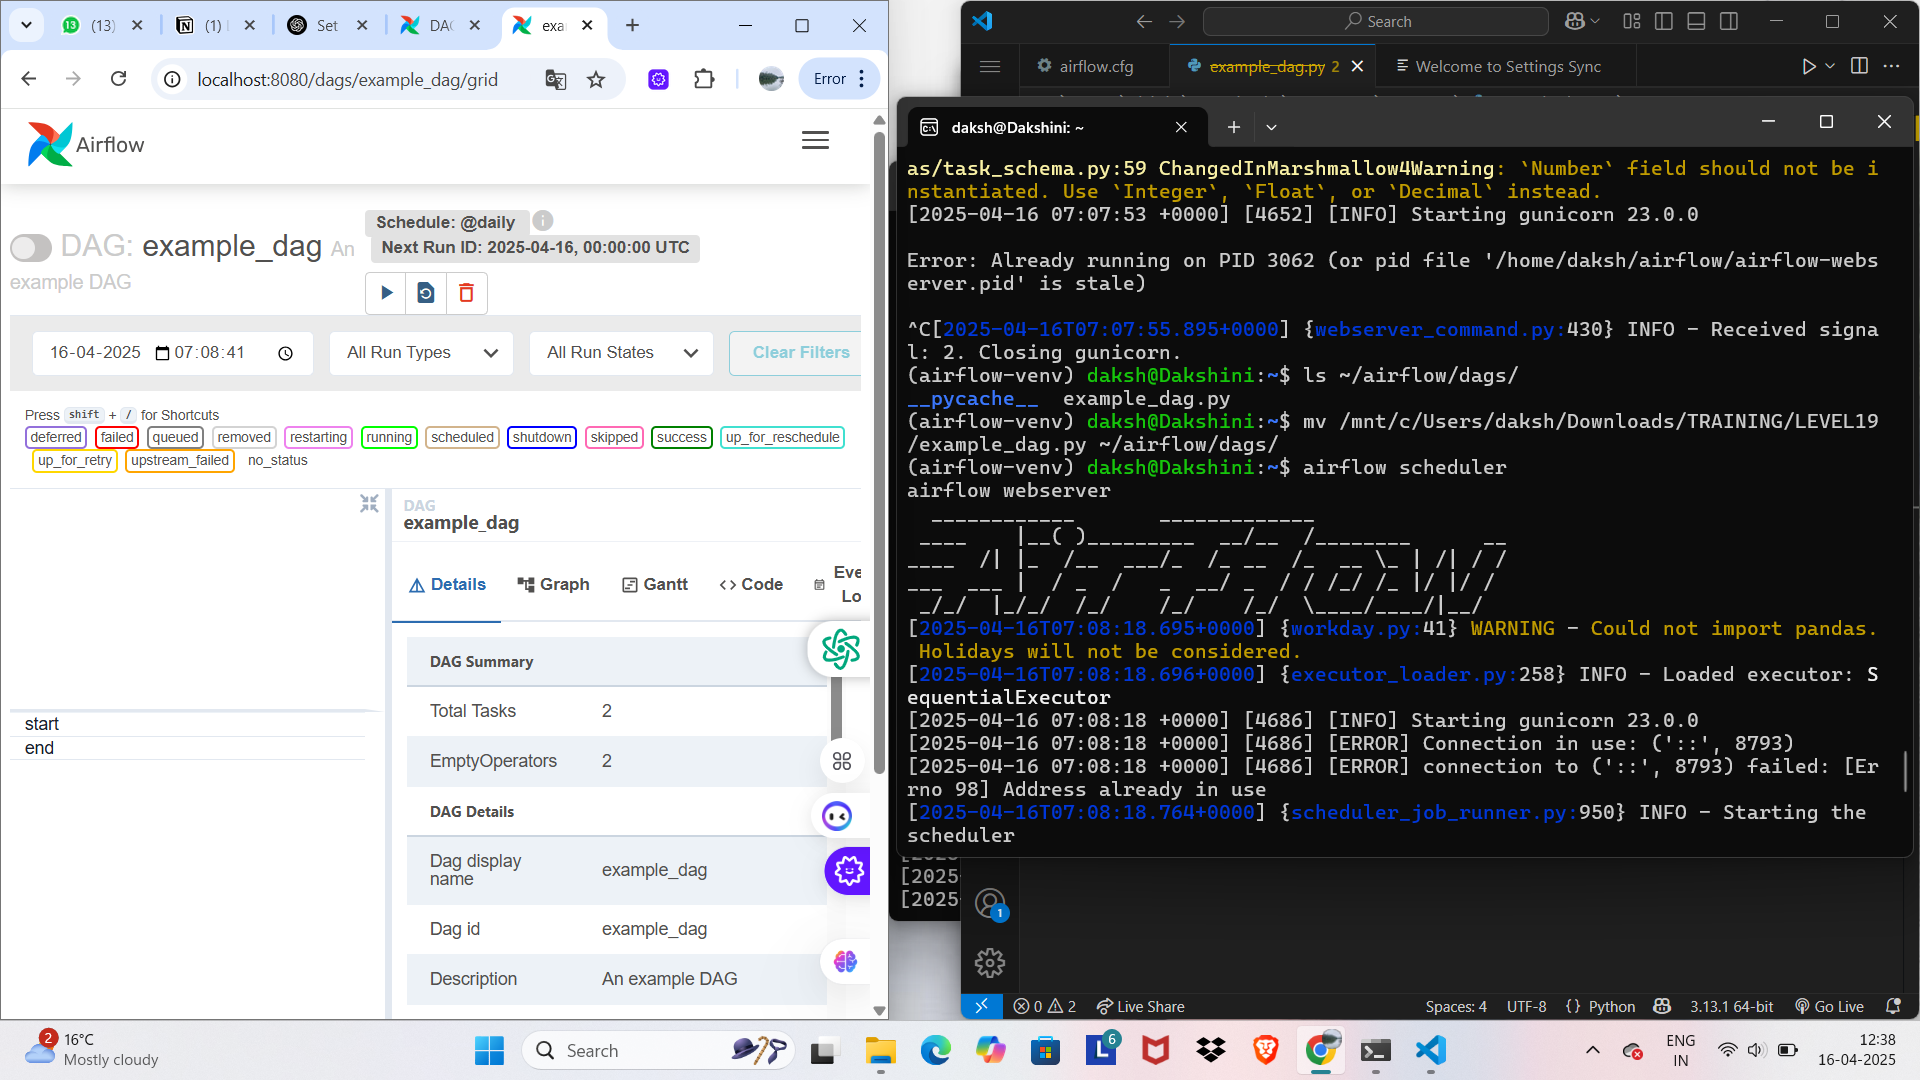 13
(13)
(1)
Set
DA
exa
localhost:8080/dags/example_dag/grid
Error
Airflow
DAG: example_dag An
example DAG
Schedule: @daily
Next Run ID: 2025-04-16, 00:00:00 UTC
16-04-2025 07:08:41
All Run Types
All Run States
Clear Filters
Press shift + / for Shortcuts
deferred failed queued removed restarting running scheduled shutdown skipped success up_for_reschedule
up_for_retry upstream_failed no_status
start
end
DAG
example_dag
Details
Graph
Gantt
Code
Eve
Lo
DAG Summary
Total Tasks 2
EmptyOperators 2
DAG Details
Dag display
name
example_dag
Dag id example_dag
Description An example DAG
Search
airflow.cfg
example_dag.py 2
Welcome to Settings Sync
daksh@Dakshini: ~
as/task_schema.py:59 ChangedInMarshmallow4Warning: `Number` field should not be i
nstantiated. Use `Integer`, `Float`, or `Decimal` instead.
[2025-04-16 07:07:53 +0000] [4652] [INFO] Starting gunicorn 23.0.0
Error: Already running on PID 3062 (or pid file '/home/daksh/airflow/airflow-webs
erver.pid' is stale)
^C[2025-04-16T07:07:55.895+0000] {webserver_command.py:430} INFO - Received signa
l: 2. Closing gunicorn.
(airflow-venv) daksh@Dakshini:~$ ls ~/airflow/dags/
__pycache__  example_dag.py
(airflow-venv) daksh@Dakshini:~$ mv /mnt/c/Users/daksh/Downloads/TRAINING/LEVEL19
/example_dag.py ~/airflow/dags/
(airflow-venv) daksh@Dakshini:~$ airflow scheduler
airflow webserver
[2025-04-16T07:08:18.695+0000] {workday.py:41} WARNING - Could not import pandas.
Holidays will not be considered.
[2025-04-16T07:08:18.696+0000] {executor_loader.py:258} INFO - Loaded executor: S
equentialExecutor
[2025-04-16 07:08:18 +0000] [4686] [INFO] Starting gunicorn 23.0.0
[2025-04-16 07:08:18 +0000] [4686] [ERROR] Connection in use: ('::', 8793)
[2025-04-16 07:08:18 +0000] [4686] [ERROR] connection to ('::', 8793) failed: [Er
rno 98] Address already in use
[2025-04-16T07:08:18.764+0000] {scheduler_job_runner.py:950} INFO - Starting the
scheduler
[2025-
[2025-
1
0 2
Live Share
Spaces: 4
UTF-8
{ } Python
3.13.1 64-bit
Go Live
2
16°C
Mostly cloudy
Search
6
ENG
IN
12:38
16-04-2025